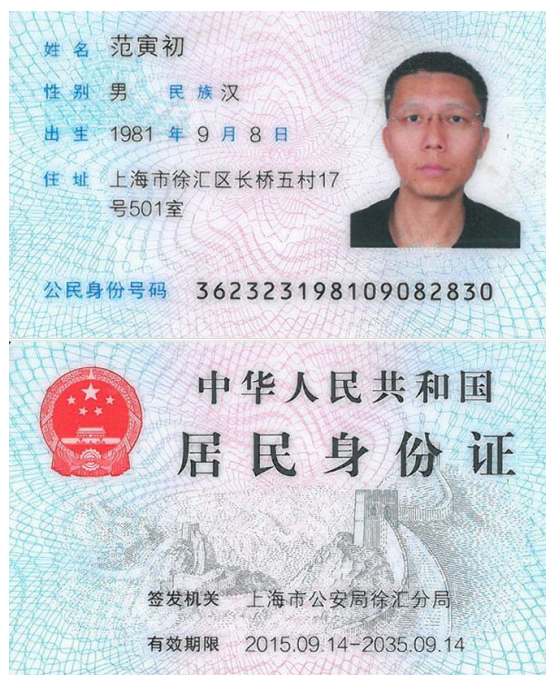 姓名 范寅初
性别 男 民族 汉
出生 1981 年 9 月 8 日
住址 上海市徐汇区长桥五村17
号501室
公民身份号码 362323198109082830
中华人民共和国
居民身份证
签发机关 上海市公安局徐汇分局
有效期限 2015.09.14-2035.09.14